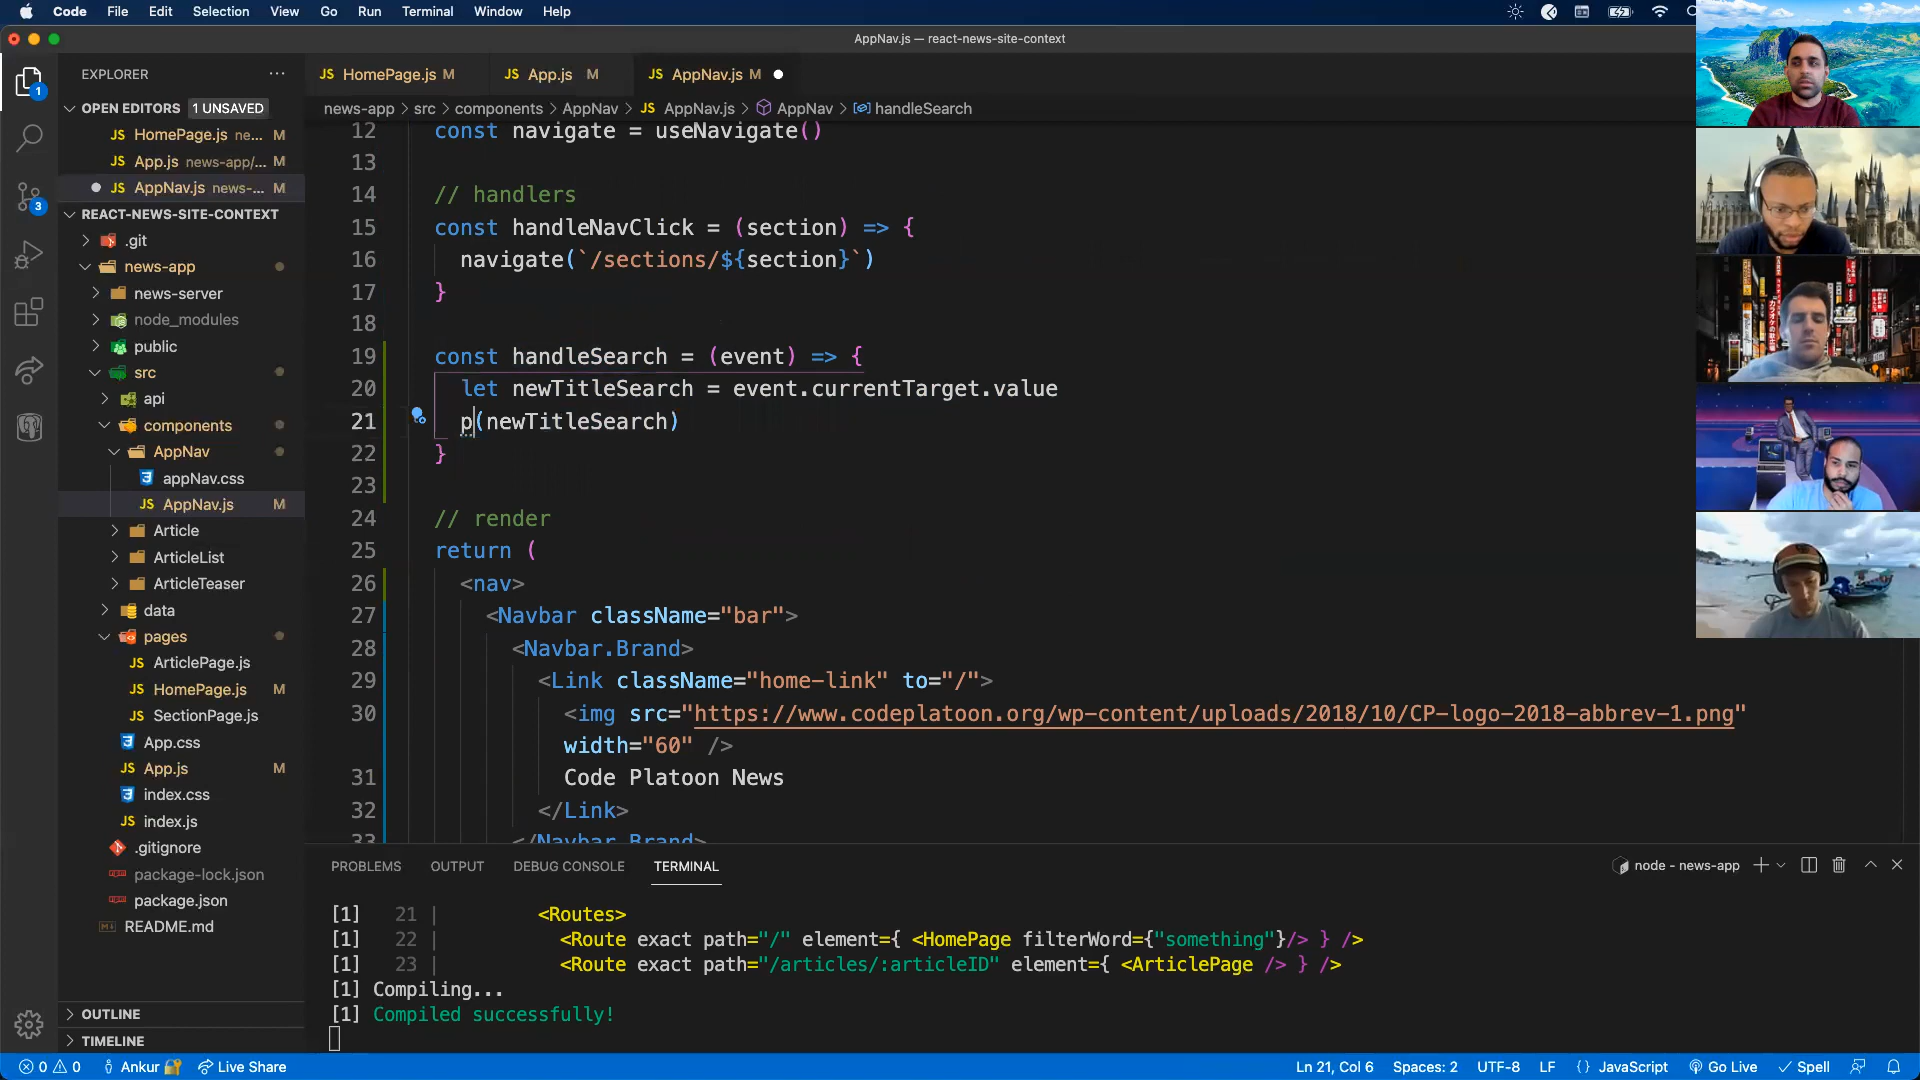 Code File Edit Selection View Go Run Terminal Window Help
AppNav.js — react-news-site-context
EXPLORER
HomePage.js M
App.js M
AppNav.js M
OPEN EDITORS 1 UNSAVED
news-app > src > components > AppNav > JS AppNav.js > AppNav > handleSearch
JS HomePage.js ne... M
JS App.js news-app/... M
JS AppNav.js news-... M
REACT-NEWS-SITE-CONTEXT
.git
news-app
news-server
node_modules
public
src
api
components
AppNav
appNav.css
JS AppNav.js M
Article
ArticleList
ArticleTeaser
data
pages
JS ArticlePage.js
JS HomePage.js M
JS SectionPage.js
App.css
JS App.js M
index.css
JS index.js
.gitignore
package-lock.json
package.json
README.md
OUTLINE
TIMELINE
12 const navigate = useNavigate()
13
14 // handlers
15 const handleNavClick = (section) => {
16 navigate(`/sections/${section}`)
17 }
18
19 const handleSearch = (event) => {
20 let newTitleSearch = event.currentTarget.value
21 p(newTitleSearch)
22 }
23
24 // render
25 return (
26 <nav>
27 <Navbar className="bar">
28 <Navbar.Brand>
29 <Link className="home-link" to="/">
30 <img src="https://www.codeplatoon.org/wp-content/uploads/2018/10/CP-logo-2018-abbrev-1.png"
width="60" />
31 Code Platoon News
32 </Link>
33 </Navbar.Brand>
PROBLEMS OUTPUT DEBUG CONSOLE TERMINAL
node - news-app
[1] 21 | <Routes>
[1] 22 | <Route exact path="/" element={ <HomePage filterWord={"something"}/> } />
[1] 23 | <Route exact path="/articles/:articleID" element={ <ArticlePage /> } />
[1] Compiling...
[1] Compiled successfully!
0 0 Ankur Live Share
Ln 21, Col 6 Spaces: 2 UTF-8 LF {} JavaScript Go Live Spell